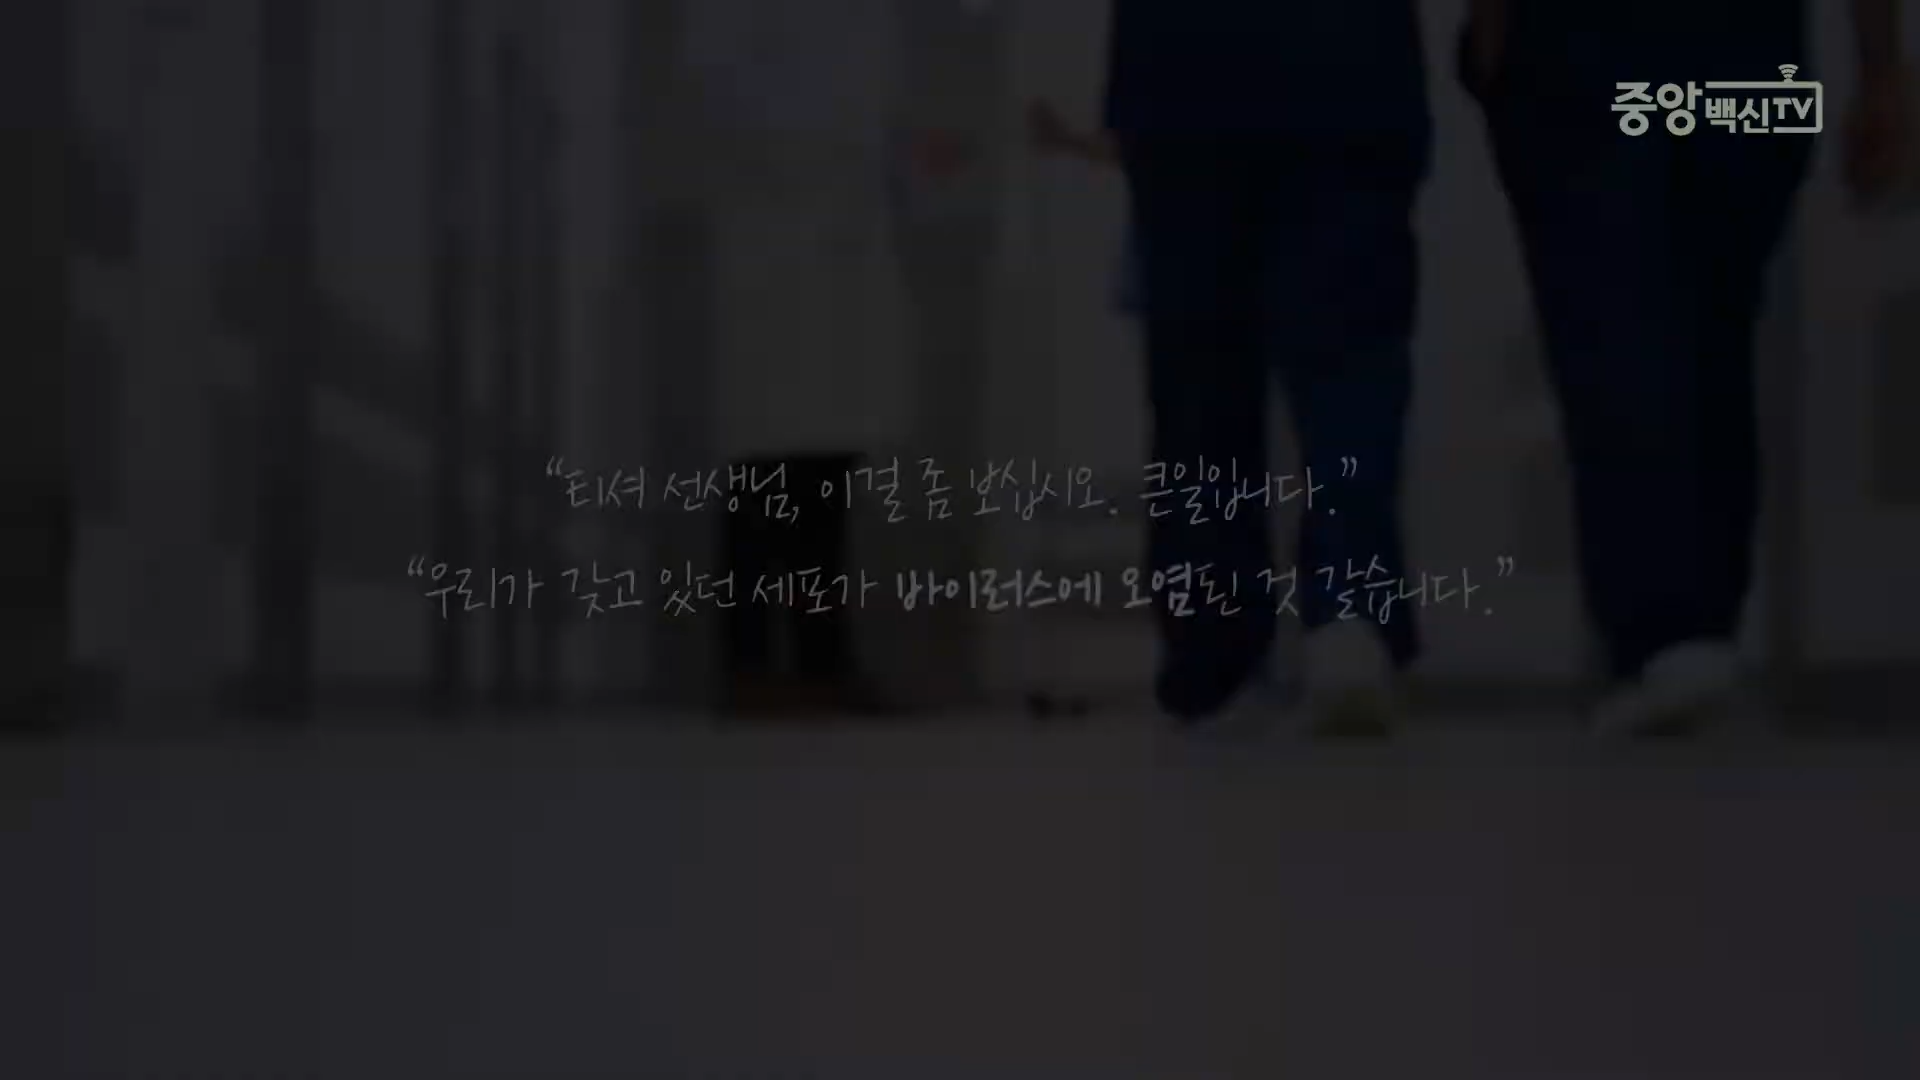 중앙백신TV
“티셔 선생님, 이걸 좀 보십시오. 큰일입니다.”
“우리가 갖고 있던 세포가 바이러스에 오염된 것 같습니다.”